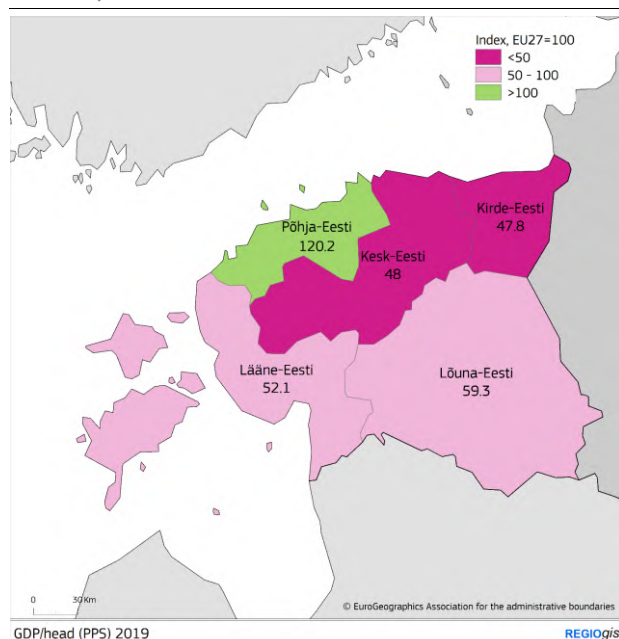 Index, EU27=100
<50
50 - 100
>100
Põhja-Eesti
120.2
Kirde-Eesti
47.8
Kesk-Eesti
48
Lääne-Eesti
52.1
Lõuna-Eesti
59.3
0 30 Km
© EuroGeographics Association for the administrative boundaries
GDP/head (PPS) 2019
REGIOgis